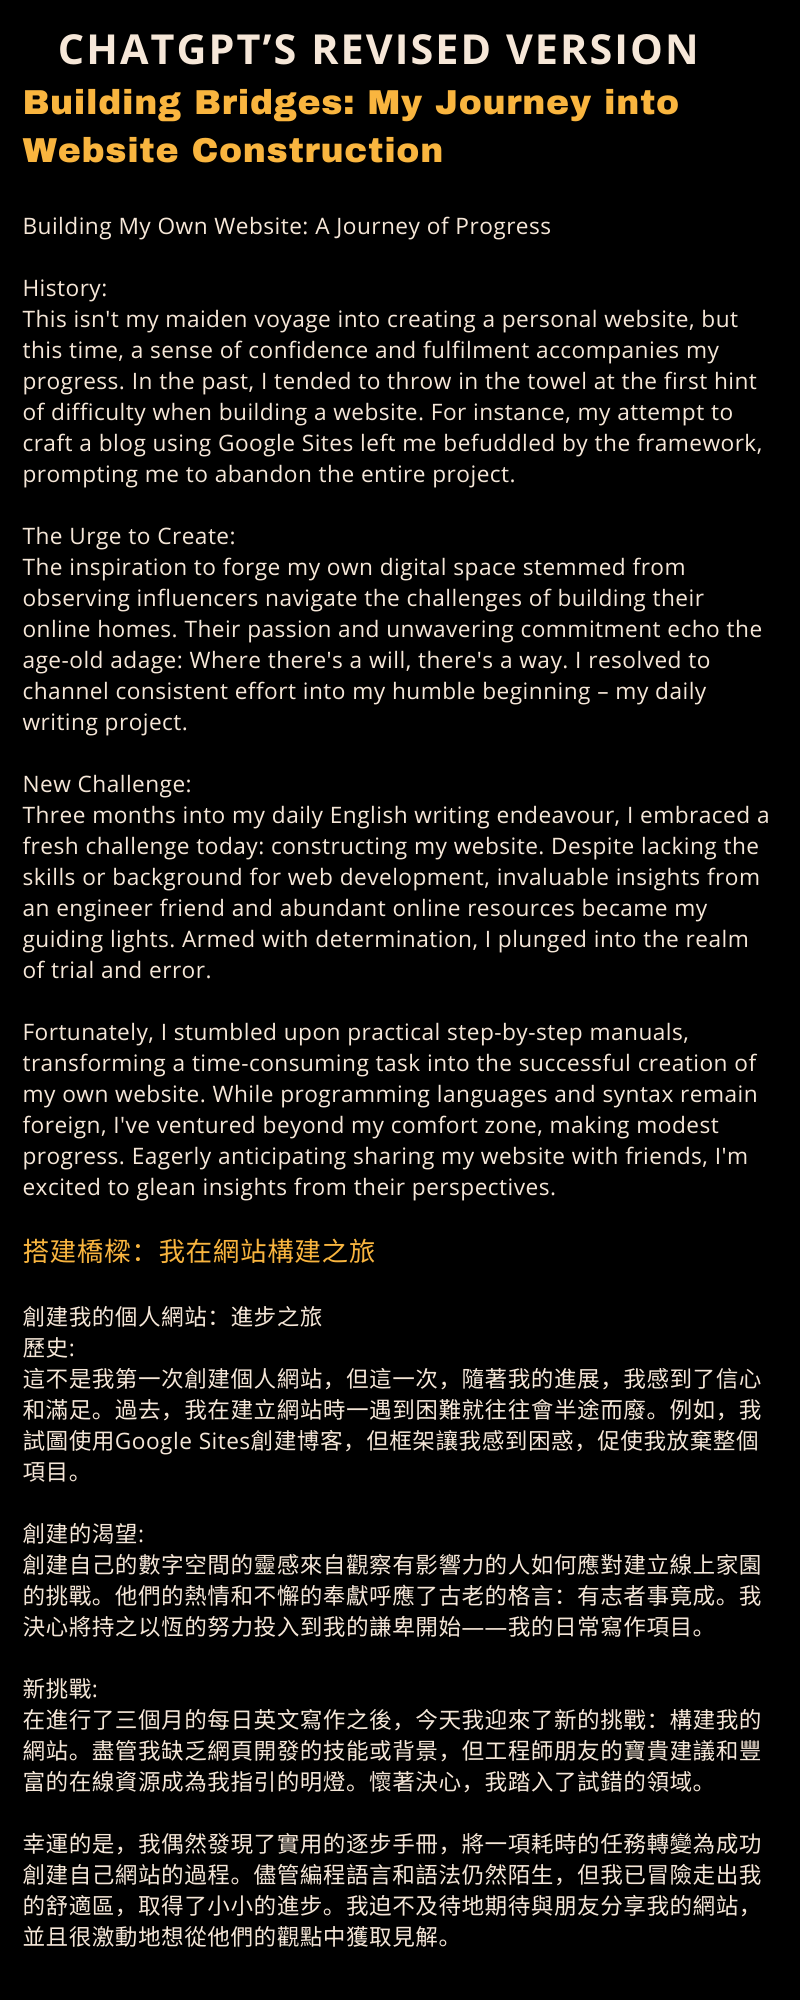 CHATGPT'S REVISED VERSION
Building Bridges: My Journey into
Website Construction
Building My Own Website: A Journey of Progress
History:
This isn't my maiden voyage into creating a personal website, but
this time, a sense of confidence and fulfilment accompanies my
progress. In the past, I tended to throw in the towel at the first hint
of difficulty when building a website. For instance, my attempt to
craft a blog using Google Sites left me befuddled by the framework,
prompting me to abandon the entire project.
The Urge to Create:
The inspiration to forge my own digital space stemmed from
observing influencers navigate the challenges of building their
online homes. Their passion and unwavering commitment echo the
age-old adage: Where there's a will, there's a way. I resolved to
channel consistent effort into my humble beginning – my daily
writing project.
New Challenge:
Three months into my daily English writing endeavour, I embraced a
fresh challenge today: constructing my website. Despite lacking the
skills or background for web development, invaluable insights from
an engineer friend and abundant online resources became my
guiding lights. Armed with determination, I plunged into the realm
of trial and error.
Fortunately, I stumbled upon practical step-by-step manuals,
transforming a time-consuming task into the successful creation of
my own website. While programming languages and syntax remain
foreign, I've ventured beyond my comfort zone, making modest
progress. Eagerly anticipating sharing my website with friends, I'm
excited to glean insights from their perspectives.
搭建橋樑：我在網站構建之旅
創建我的個人網站：進步之旅
歷史:
這不是我第一次創建個人網站，但這一次，隨著我的進展，我感到了信心
和滿足。過去，我在建立網站時一遇到困難就往往會半途而廢。例如，我
試圖使用Google Sites創建博客，但框架讓我感到困惑，促使我放棄整個
項目。
創建的渴望:
創建自己的數字空間的靈感來自觀察有影響力的人如何應對建立線上家園
的挑戰。他們的熱情和不懈的奉獻呼應了古老的格言：有志者事竟成。我
決心將持之以恆的努力投入到我的謙卑開始——我的日常寫作項目。
新挑戰:
在進行了三個月的每日英文寫作之後，今天我迎來了新的挑戰：構建我的
網站。盡管我缺乏網頁開發的技能或背景，但工程師朋友的寶貴建議和豐
富的在線資源成為我指引的明燈。懷著決心，我踏入了試錯的領域。
幸運的是，我偶然發現了實用的逐步手冊，將一項耗時的任務轉變為成功
創建自己網站的過程。儘管編程語言和語法仍然陌生，但我已冒險走出我
的舒適區，取得了小小的進步。我迫不及待地期待與朋友分享我的網站，
並且很激動地想從他們的觀點中獲取見解。